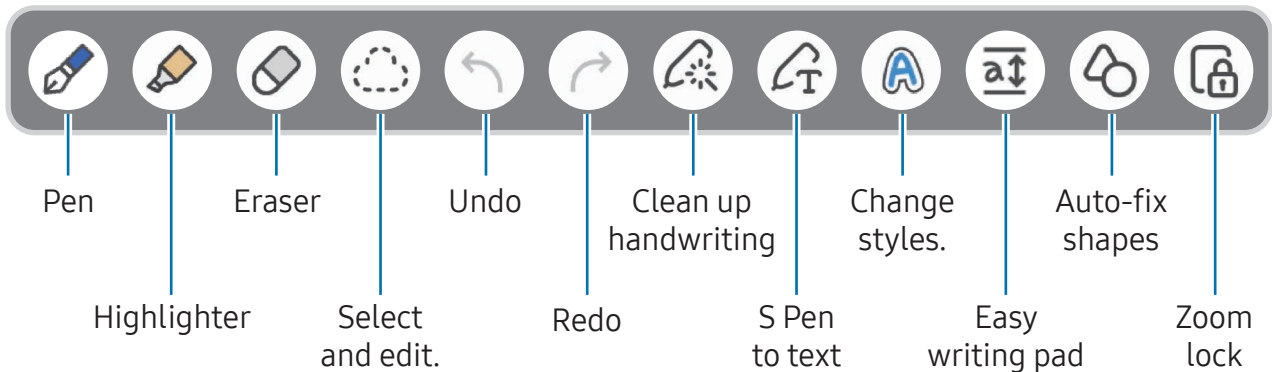 Pen
Eraser
Undo
Clean up
handwriting
Change
styles.
Auto-fix
shapes
Highlighter
Select
and edit.
Redo
S Pen
to text
Easy
writing pad
Zoom
lock